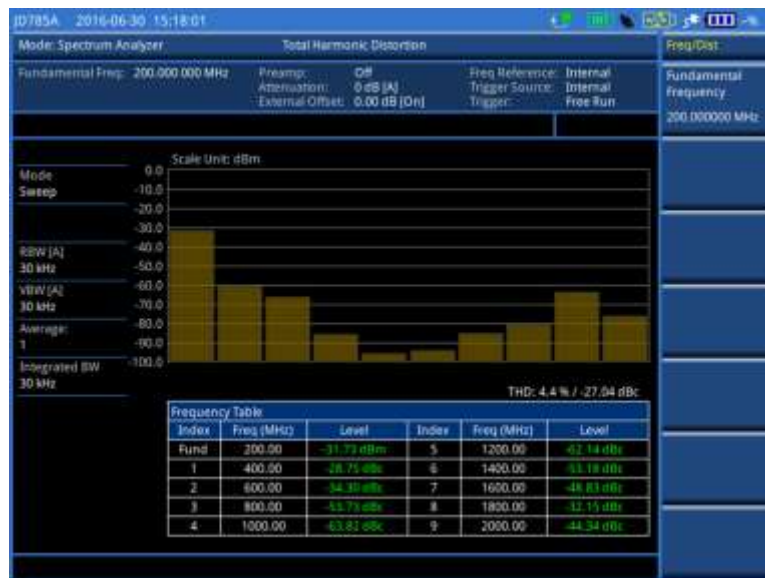 JD785A 2016-06-30 15:18:01
Mode: Spectrum Analyzer Total Harmonic Distortion Freq/Dist
Fundamental Freq: 200.000 000 MHz Preamp: Off Freq Reference: Internal
Attenuation: 0 dB [A] Trigger Source: Internal
External Offset: 0.00 dB [On] Trigger: Free Run
Fundamental
Frequency
200.000000 MHz
Scale Unit: dBm
Mode
Sweep
RBW [A]
30 kHz
VBW [A]
30 kHz
Average:
1
Integrated BW
30 kHz
0.0
-10.0
-20.0
-30.0
-40.0
-50.0
-60.0
-70.0
-80.0
-90.0
-100.0
THD: 4.4 % / -27.04 dBc
Frequency Table
Index Freq (MHz) Level Index Freq (MHz) Level
Fund 200.00 -31.73 dBm 5 1200.00 -62.14 dBc
1 400.00 -28.75 dBc 6 1400.00 -53.18 dBc
2 600.00 -34.30 dBc 7 1600.00 -48.83 dBc
3 800.00 -53.73 dBc 8 1800.00 -32.15 dBc
4 1000.00 -63.82 dBc 9 2000.00 -44.34 dBc